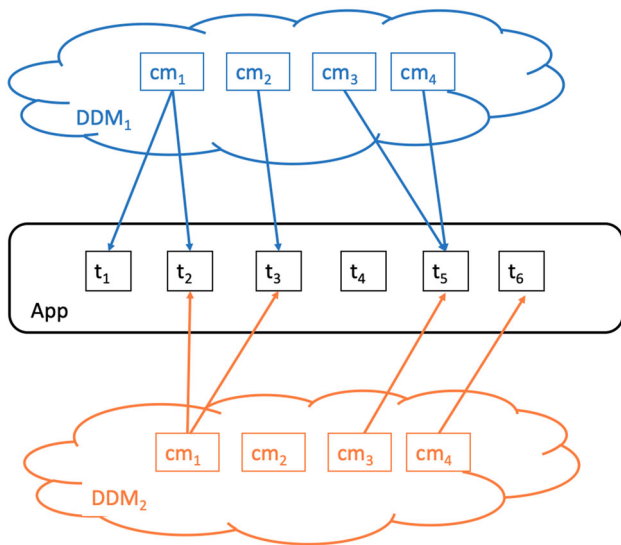 cm₁ cm₂ cm₃ cm₄
DDM₁
t₁ t₂ t₃ t₄ t₅ t₆
App
cm₁ cm₂ cm₃ cm₄
DDM₂